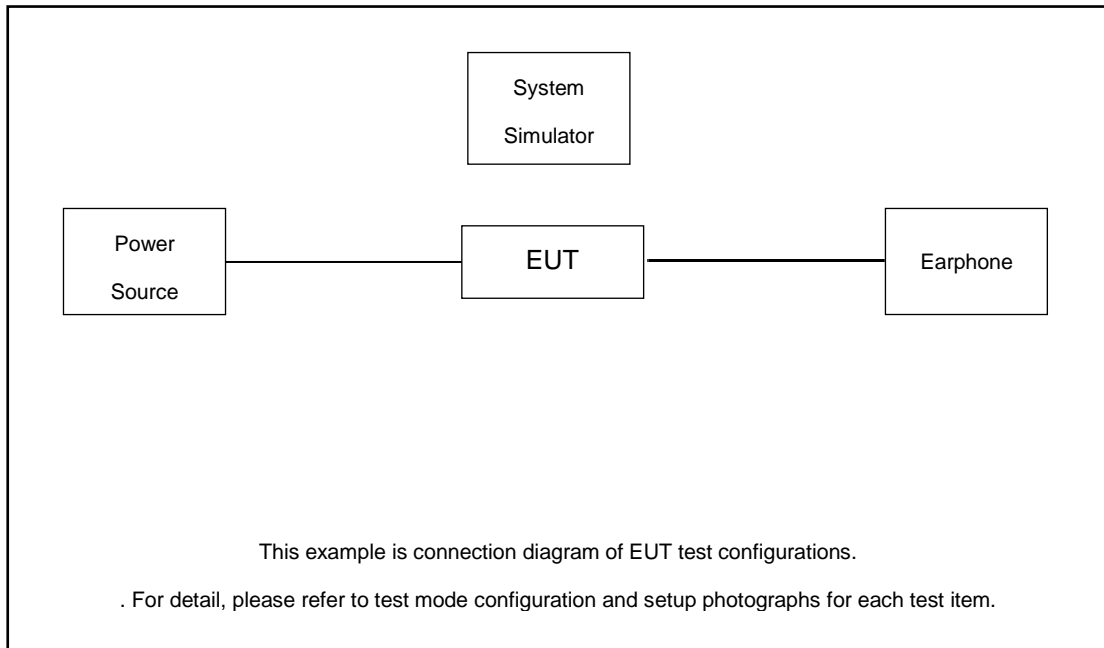 System
Simulator
Power
Source
EUT
Earphone
This example is connection diagram of EUT test configurations.
. For detail, please refer to test mode configuration and setup photographs for each test item.